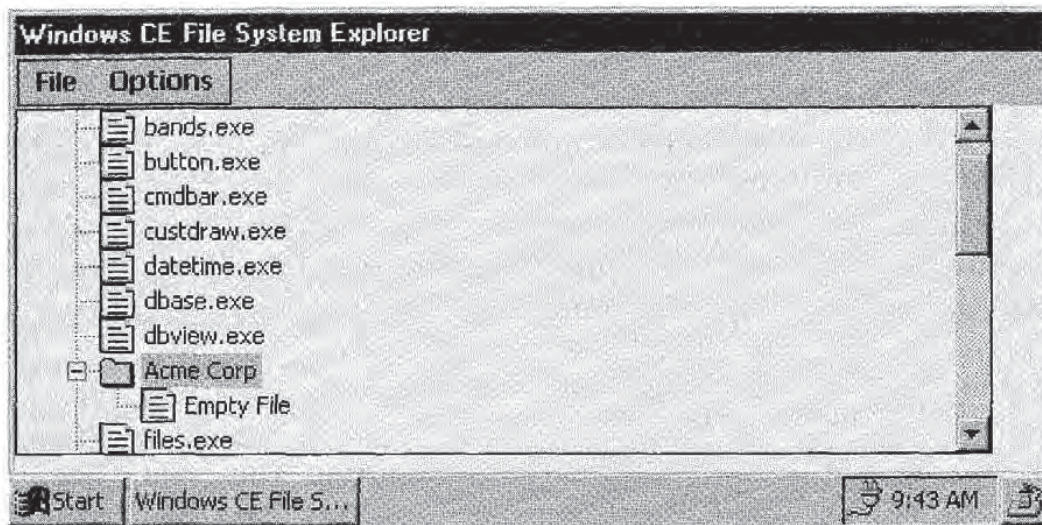 Windows CE File System Explorer
File Options
bands.exe
button.exe
cmdbar.exe
custdraw.exe
datetime.exe
dbase.exe
dbview.exe
Acme Corp
Empty File
files.exe
Start Windows CE File S... 9:43 AM